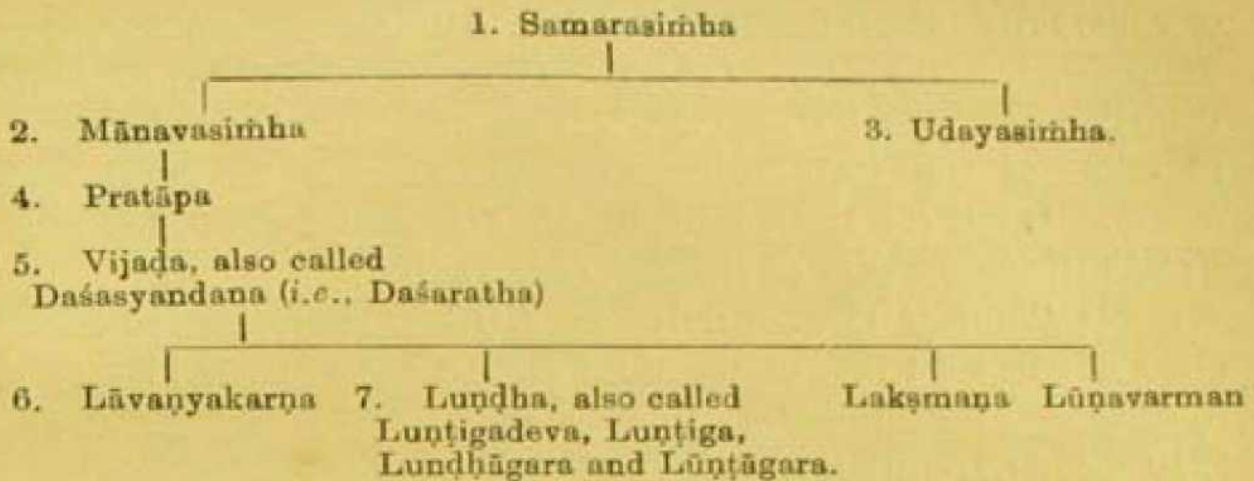 1. Samarasiṁha
2. Mānavasiṁha 3. Udayasiṁha.
4. Pratāpa
5. Vijaḍa, also called
Daśasyandana (i.e., Daśaratha)
6. Lāvaṇyakarṇa 7. Luṇḍha, also called Lakṣmaṇa Lūṇavarman
Luṇṭigadeva, Luṇṭiga,
Lundhāgara and Lūṇṭāgara.